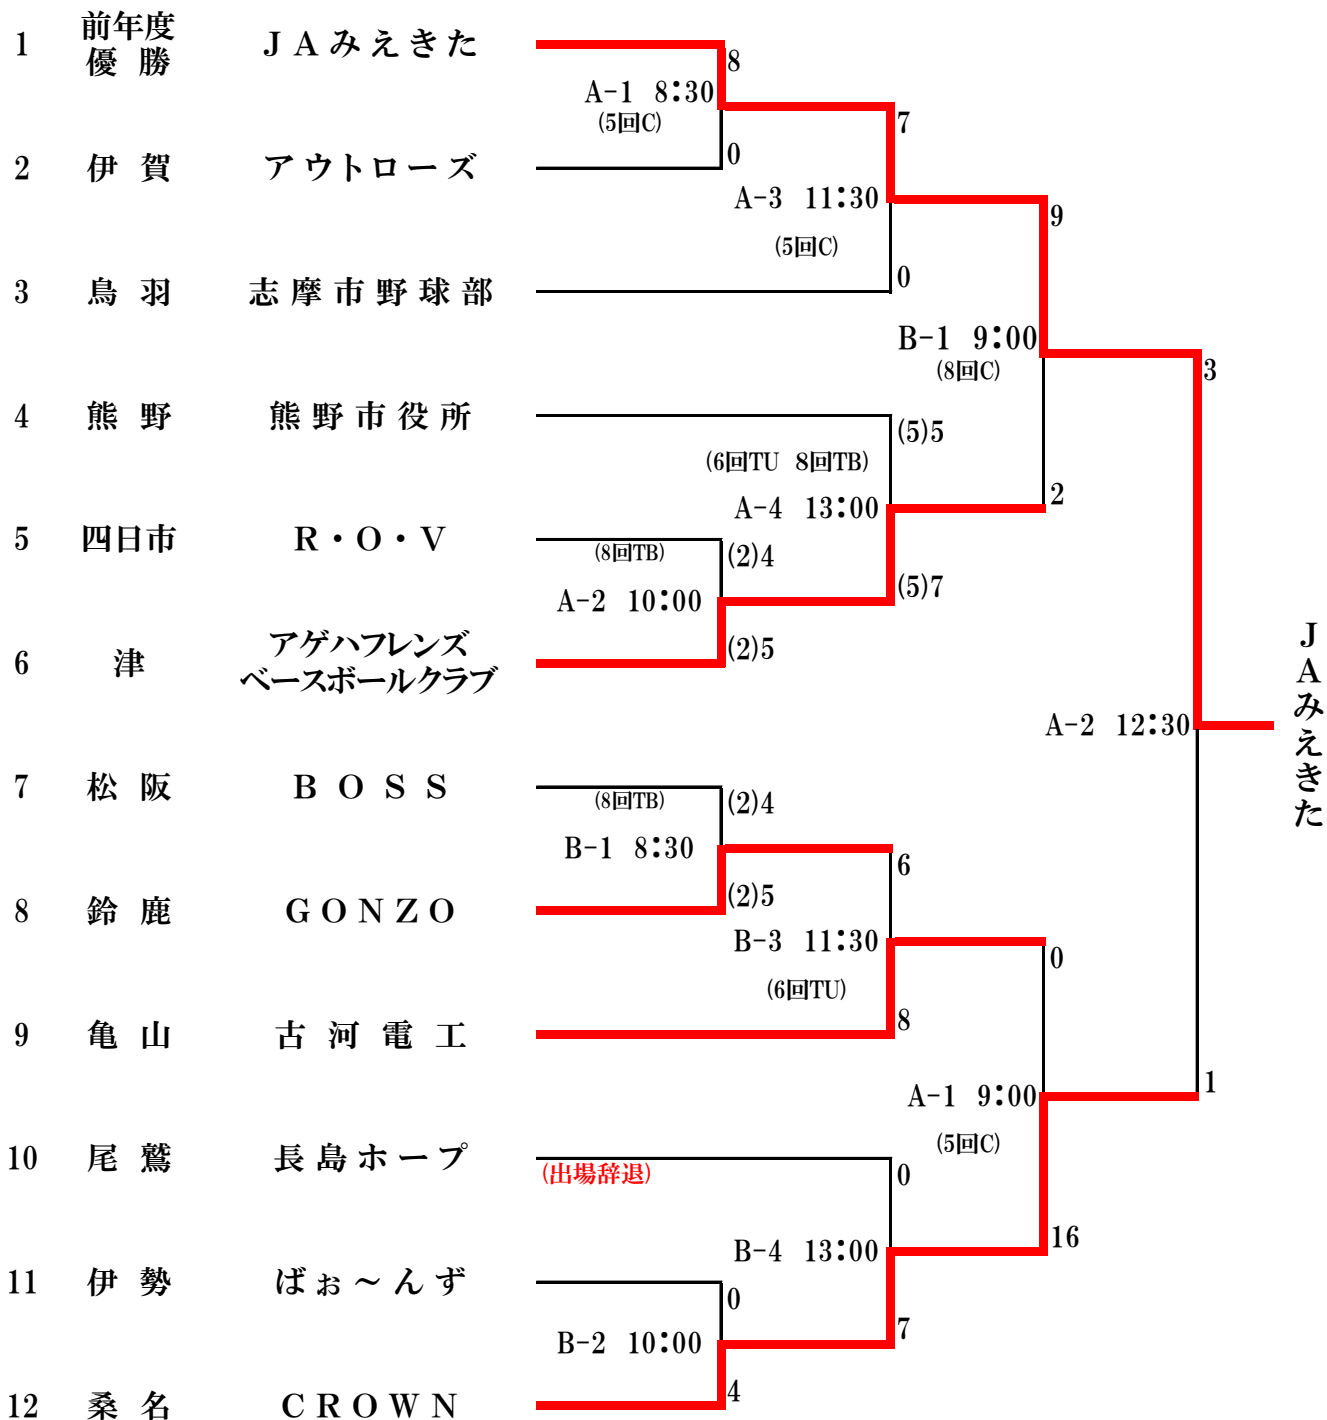 1 前年度優勝 JAみえきた
8
A-1 8:30
(5回C)
7
0
2 伊賀 アウトローズ
A-3 11:30
9
(5回C)
0
3 鳥羽 志摩市野球部
B-1 9:00
(8回C)
3
4 熊野 熊野市役所
(5)5
(6回TU 8回TB)
2
A-4 13:00
5 四日市 R・O・V
(8回TB)
(2)4
(5)7
A-2 10:00
(2)5
6 津 アゲハフレンズ
ベースボールクラブ
JAみえきた
A-2 12:30
7 松阪 BOSS
(8回TB)
(2)4
B-1 8:30
6
(2)5
8 鈴鹿 GONZO
B-3 11:30
0
(6回TU)
8
9 亀山 古河電工
1
A-1 9:00
(5回C)
10 尾鷲 長島ホープ
(出場辞退)
0
16
B-4 13:00
11 伊勢 ばぉ~んず
0
7
B-2 10:00
4
12 桑名 CROWN